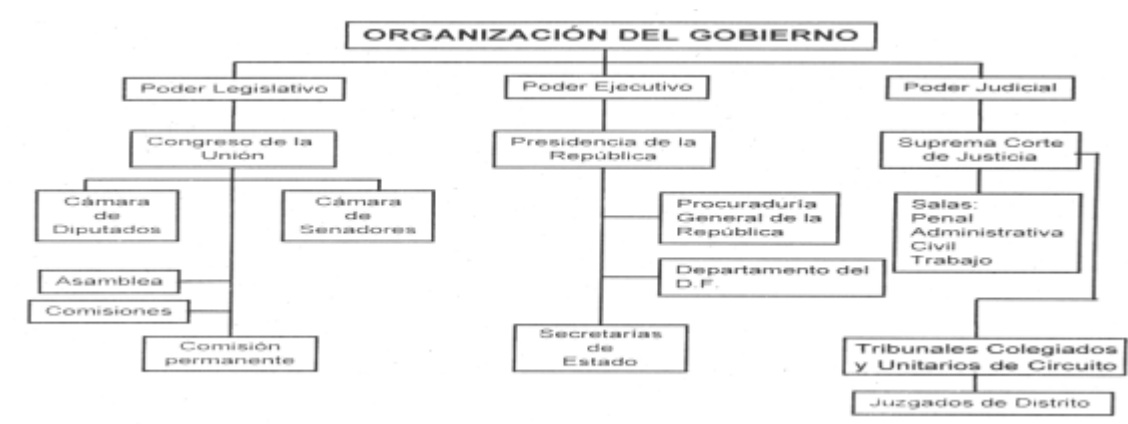 ORGANIZACIÓN DEL GOBIERNO
Poder Legislativo
Poder Ejecutivo
Poder Judicial
Congreso de la
Unión
Presidencia de la
República
Suprema Corte
de Justicia
Cámara
de
Diputados
Cámara
de
Senadores
Procuraduría
General de la
República
Salas:
Penal
Administrativa
Civil
Trabajo
Asamblea
Departamento del
D.F.
Comisiones
Comisión
permanente
Secretarías
de
Estado
Tribunales Colegiados
y Unitarios de Circuito
Juzgados de Distrito